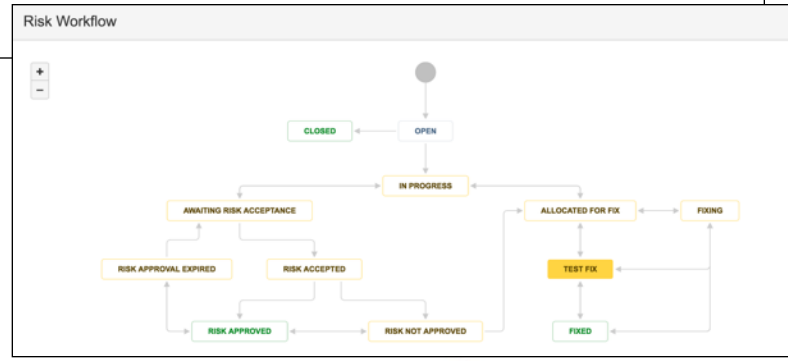 Risk Workflow
+
−
CLOSED
OPEN
IN PROGRESS
AWAITING RISK ACCEPTANCE
ALLOCATED FOR FIX
FIXING
RISK APPROVAL EXPIRED
RISK ACCEPTED
TEST FIX
RISK APPROVED
RISK NOT APPROVED
FIXED